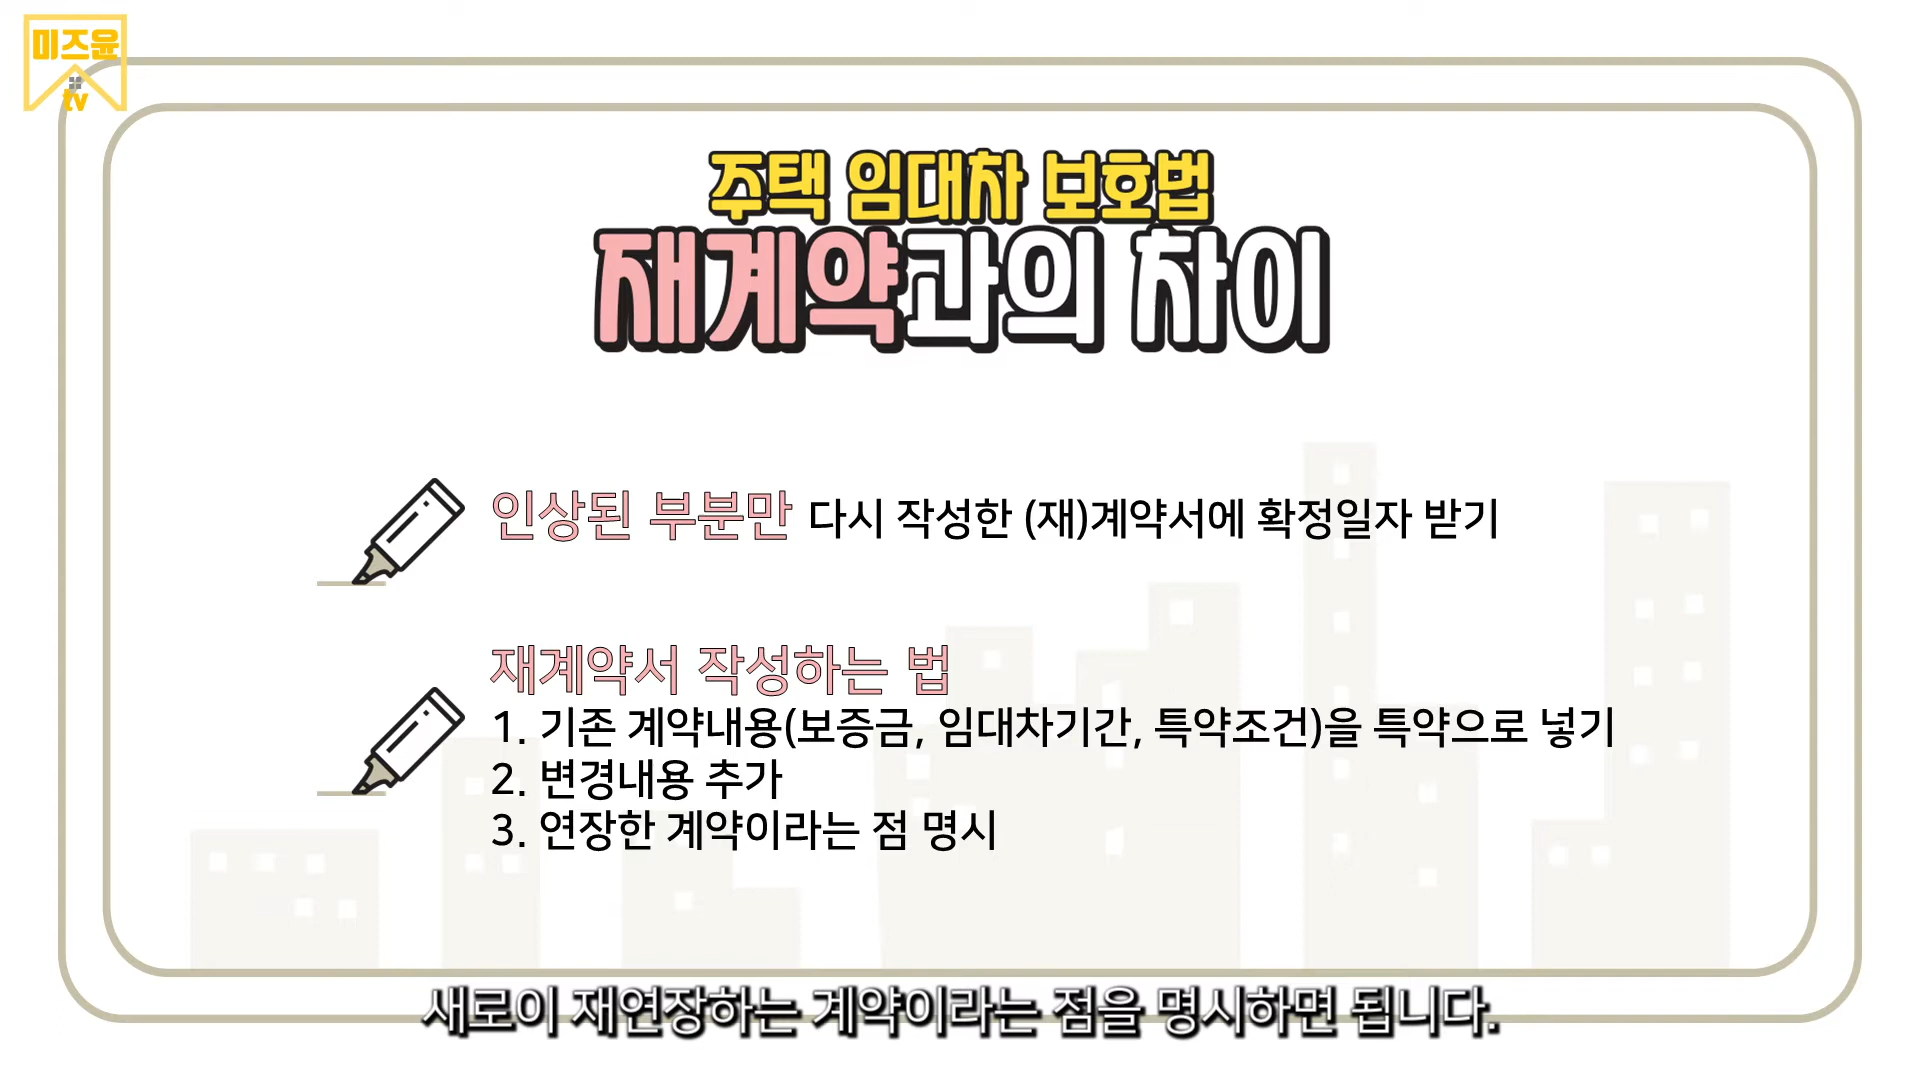 미즈윤
tv
주택 임대차 보호법
재계약과의 차이
인상된 부분만 다시 작성한 (재)계약서에 확정일자 받기
재계약서 작성하는 법
1. 기존 계약내용(보증금, 임대차기간, 특약조건)을 특약으로 넣기
2. 변경내용 추가
3. 연장한 계약이라는 점 명시
새로이 재연장하는 계약이라는 점을 명시하면 됩니다.